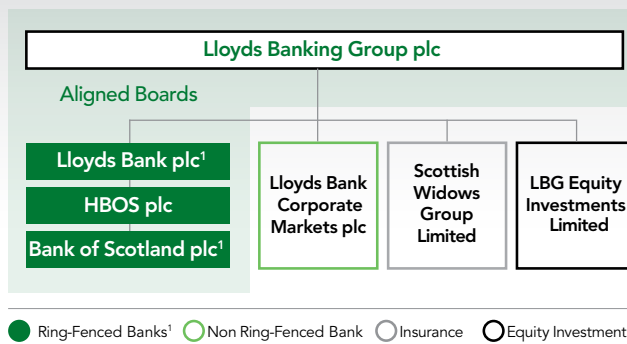 Lloyds Banking Group plc
Aligned Boards
Lloyds Bank plc¹
HBOS plc
Bank of Scotland plc¹
Lloyds Bank
Corporate
Markets plc
Scottish
Widows
Group
Limited
LBG Equity
Investments
Limited
Ring-Fenced Banks¹ Non Ring-Fenced Bank Insurance Equity Investment